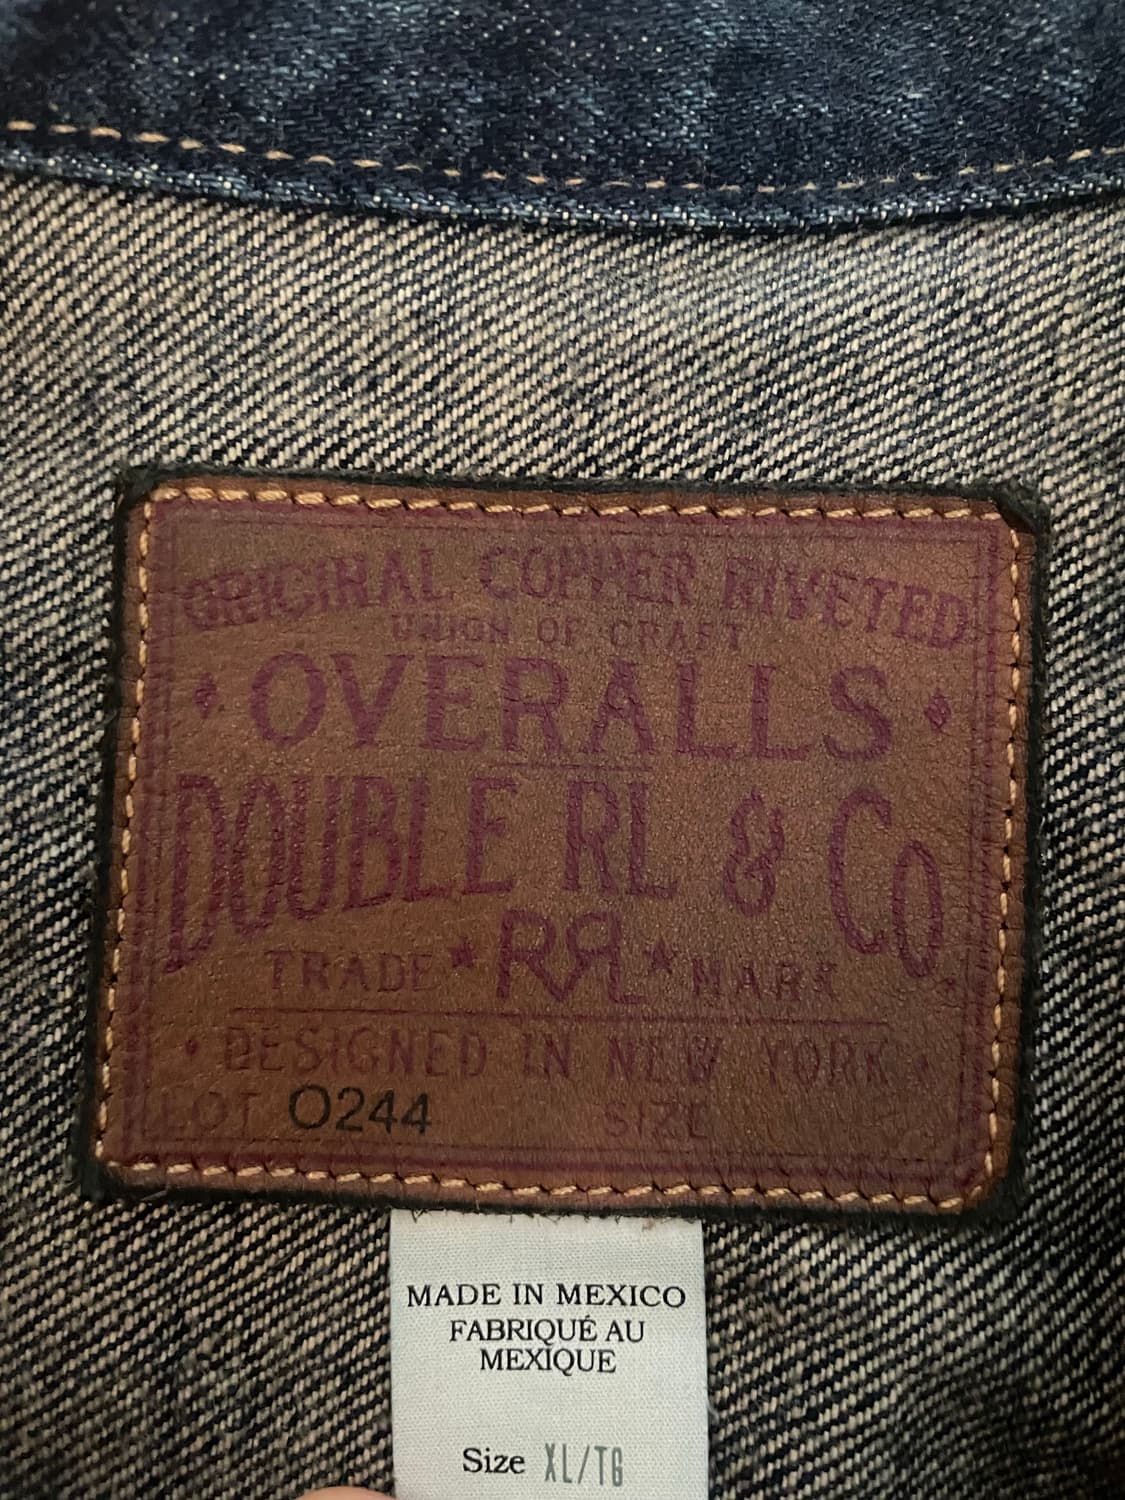 ORIGINAL COPPER RIVETED
UNION OF CRAFT
OVERALLS
DOUBLE RL & Co
TRADE ★ RRL ★ MARK
DESIGNED IN NEW YORK
LOT 0244 SIZE
MADE IN MEXICO
FABRIQUÉ AU
MEXIQUE
Size XL/TG